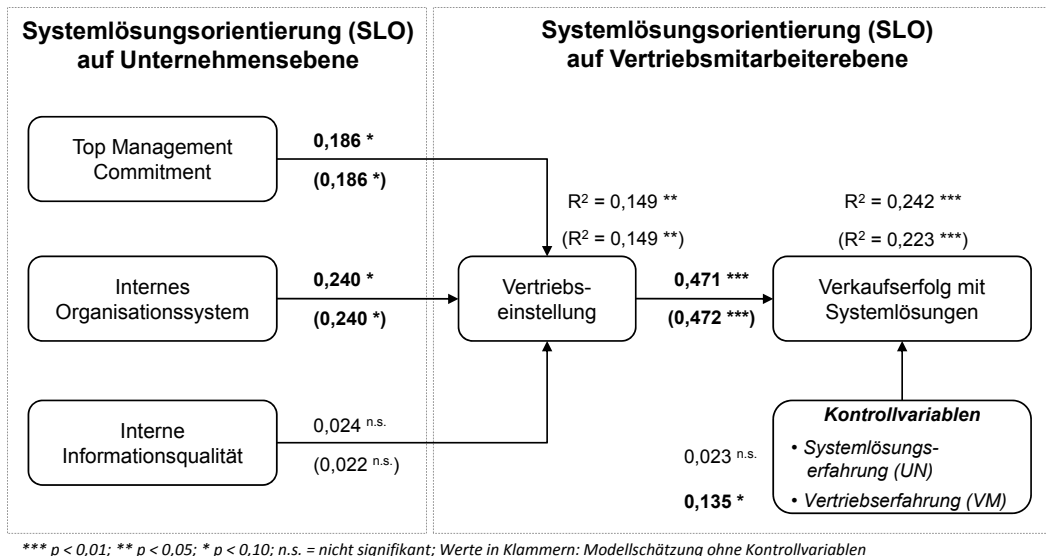 Systemlösungsorientierung (SLO)
auf Unternehmensebene
Systemlösungsorientierung (SLO)
auf Vertriebsmitarbeiterebene
Top Management
Commitment
0,186 *
(0,186 *)
R² = 0,149 **
(R² = 0,149 **)
R² = 0,242 ***
(R² = 0,223 ***)
Internes
Organisationssystem
0,240 *
(0,240 *)
Vertriebs-
einstellung
0,471 ***
(0,472 ***)
Verkaufserfolg mit
Systemlösungen
Interne
Informationsqualität
0,024 n.s.
(0,022 n.s.)
Kontrollvariablen
0,023 n.s.
• Systemlösungs-
erfahrung (UN)
0,135 *
• Vertriebserfahrung (VM)
*** p < 0,01; ** p < 0,05; * p < 0,10; n.s. = nicht signifikant; Werte in Klammern: Modellschätzung ohne Kontrollvariablen